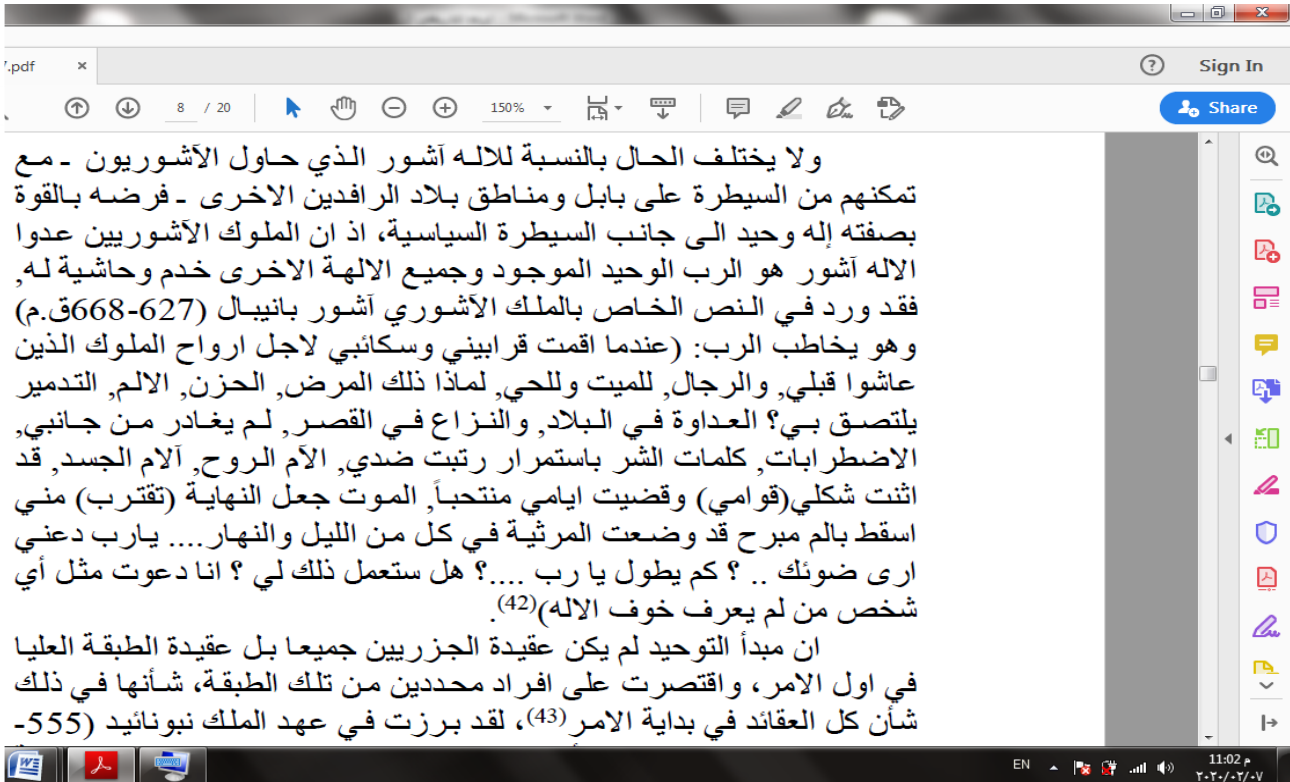 7.pdf ×
Sign In
8 / 20
150%
Share
ولا يختلف الحال بالنسبة للاله آشور الذي حاول الآشوريون ـ مع
تمكنهم من السيطرة على بابل ومناطق بلاد الرافدين الاخرى ـ فرضه بالقوة
بصفته إله وحيد الى جانب السيطرة السياسية، اذ ان الملوك الآشوريين عدوا
الاله آشور هو الرب الوحيد الموجود وجميع الالهة الاخرى خدم وحاشية له,
فقد ورد في النص الخاص بالملك الآشوري آشور بانيبال (627-668ق.م)
وهو يخاطب الرب: (عندما اقمت قرابيني وسكائبي لاجل ارواح الملوك الذين
عاشوا قبلي, والرجال, للميت وللحي, لماذا ذلك المرض, الحزن, الالم, التدمير
يلتصق بي؟ العداوة في البلاد, والنزاع في القصر, لم يغادر من جانبي,
الاضطرابات, كلمات الشر باستمرار رتبت ضدي, الآم الروح, آلام الجسد, قد
اثنت شكلي(قوامي) وقضيت ايامي منتحباً, الموت جعل النهاية (تقترب) مني
اسقط بالم مبرح قد وضعت المرثية في كل من الليل والنهار.... يارب دعني
ارى ضوئك .. ؟ كم يطول يا رب ....؟ هل ستعمل ذلك لي ؟ انا دعوت مثل أي
شخص من لم يعرف خوف الاله)(42).
ان مبدأ التوحيد لم يكن عقيدة الجزريين جميعا بل عقيدة الطبقة العليا
في اول الامر، واقتصرت على افراد محددين من تلك الطبقة، شأنها في ذلك
شأن كل العقائد في بداية الامر(43)، لقد برزت في عهد الملك نبونائيد (555-
EN
11:02 م
٢٠٢٠/٠٢/٠٧